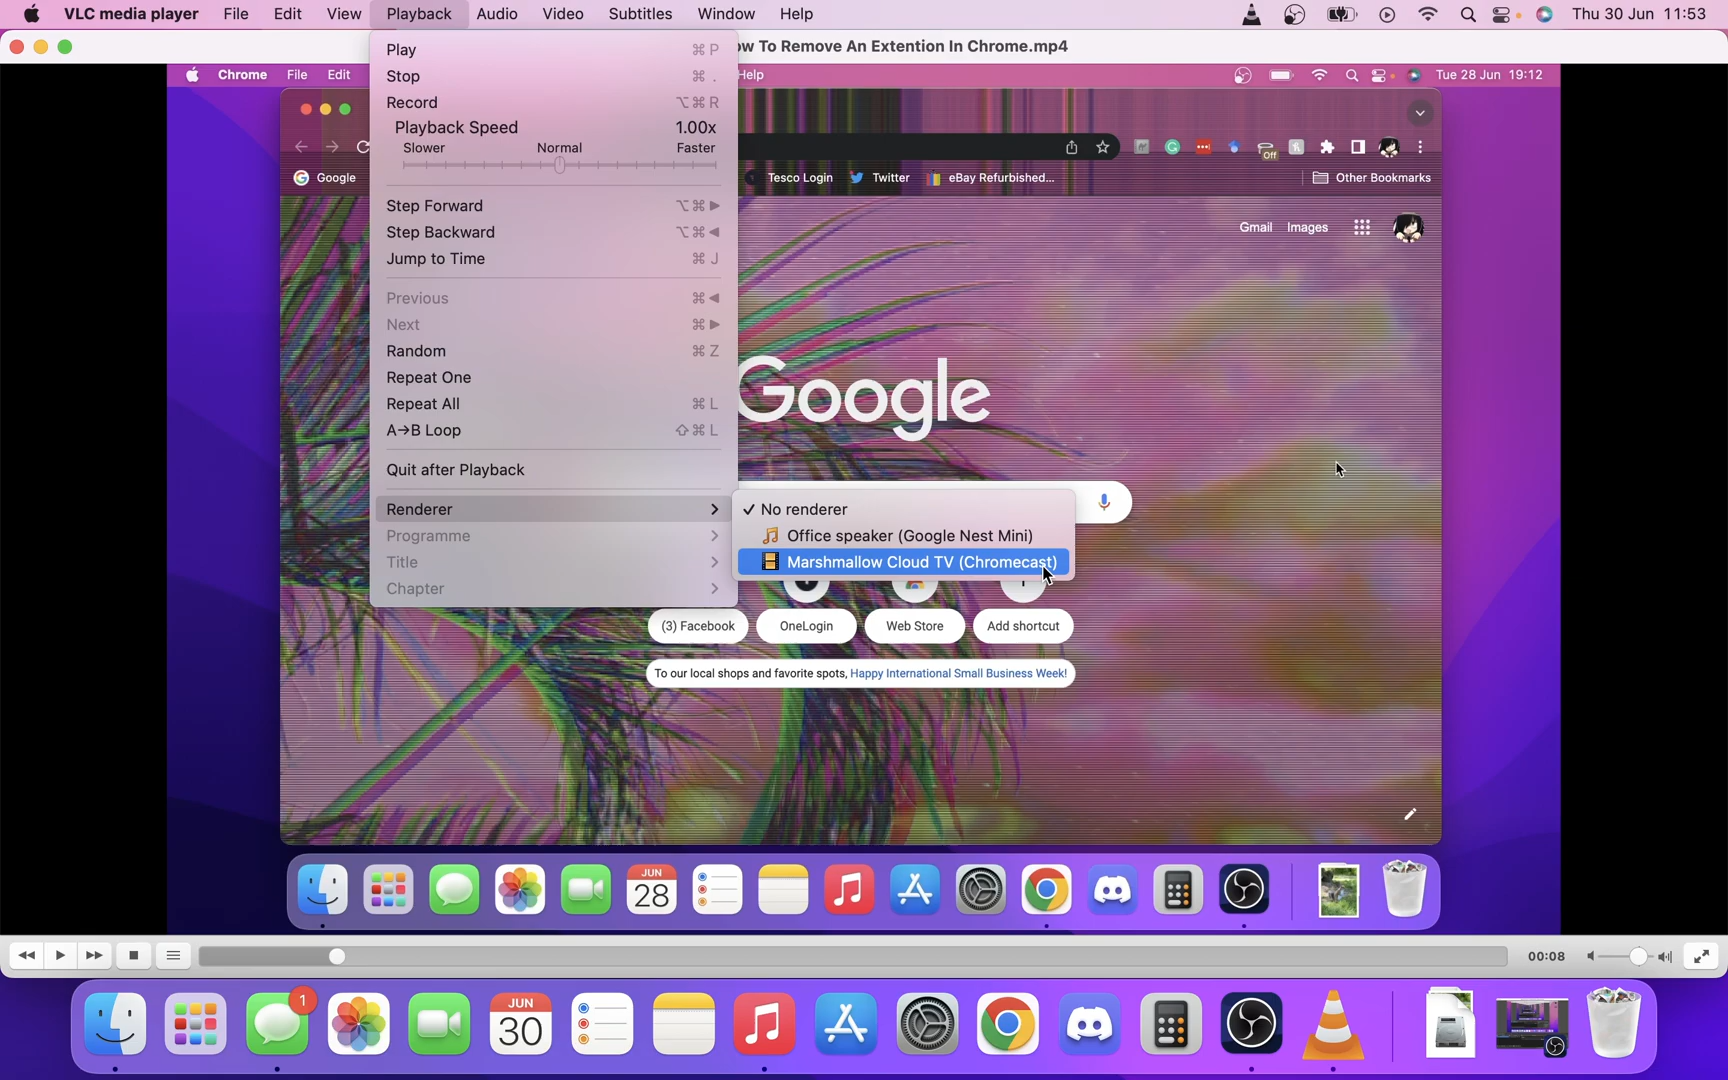 VLC media player File Edit View Playback Audio Video Subtitles Window Help Thu 30 Jun 11:53
ow To Remove An Extention In Chrome.mp4
Chrome File Edit Help Tue 28 Jun 19:12
Play ⌘ P
Stop ⌘ .
Record ⌥⌘ R
Playback Speed 1.00x
Slower Normal Faster
Off
Google Tesco Login Twitter eBay Refurbished... Other Bookmarks
Step Forward ⌥⌘ ▶
Step Backward ⌥⌘ ◀
Jump to Time ⌘ J
Gmail Images
Previous ⌘ ◀
Next ⌘ ▶
Random ⌘ Z
Repeat One
Repeat All ⌘ L
A→B Loop ⇧⌘ L
Google
Quit after Playback
Renderer
✓ No renderer
Office speaker (Google Nest Mini)
Marshmallow Cloud TV (Chromecast)
Programme
Title
Chapter
(3) Facebook OneLogin Web Store Add shortcut
To our local shops and favorite spots, Happy International Small Business Week!
JUN
28
00:08
1
JUN
30